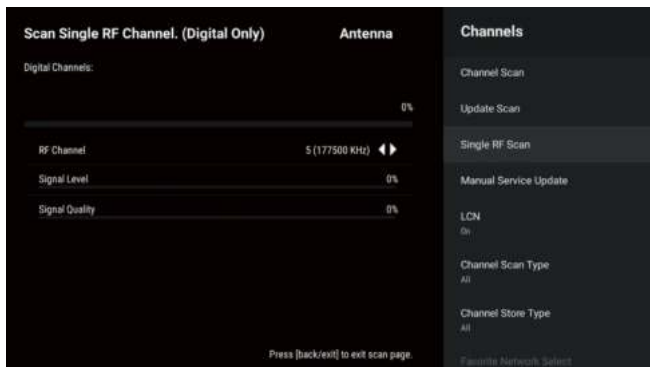 Scan Single RF Channel. (Digital Only) Antenna
Digital Channels:
0%
RF Channel 5 (177500 KHz)
Signal Level 0%
Signal Quality 0%
Press [back/exit] to exit scan page.
Channels
Channel Scan
Update Scan
Single RF Scan
Manual Service Update
LCN
On
Channel Scan Type
All
Channel Store Type
All
Favorite Network Select